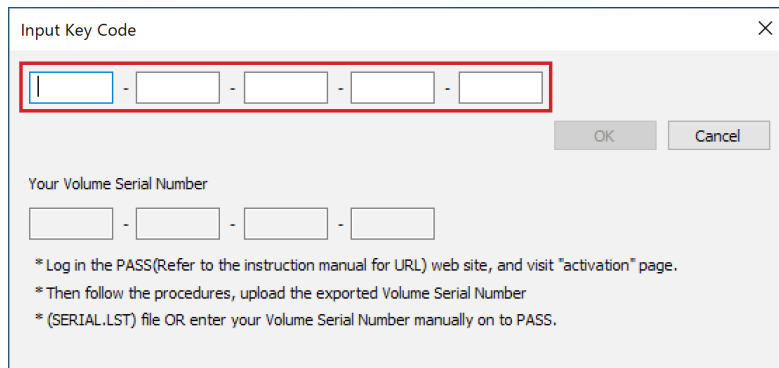 Input Key Code
- - - -
OK Cancel
Your Volume Serial Number
- - -
* Log in the PASS(Refer to the instruction manual for URL) web site, and visit "activation" page.
* Then follow the procedures, upload the exported Volume Serial Number
* (SERIAL.LST) file OR enter your Volume Serial Number manually on to PASS.